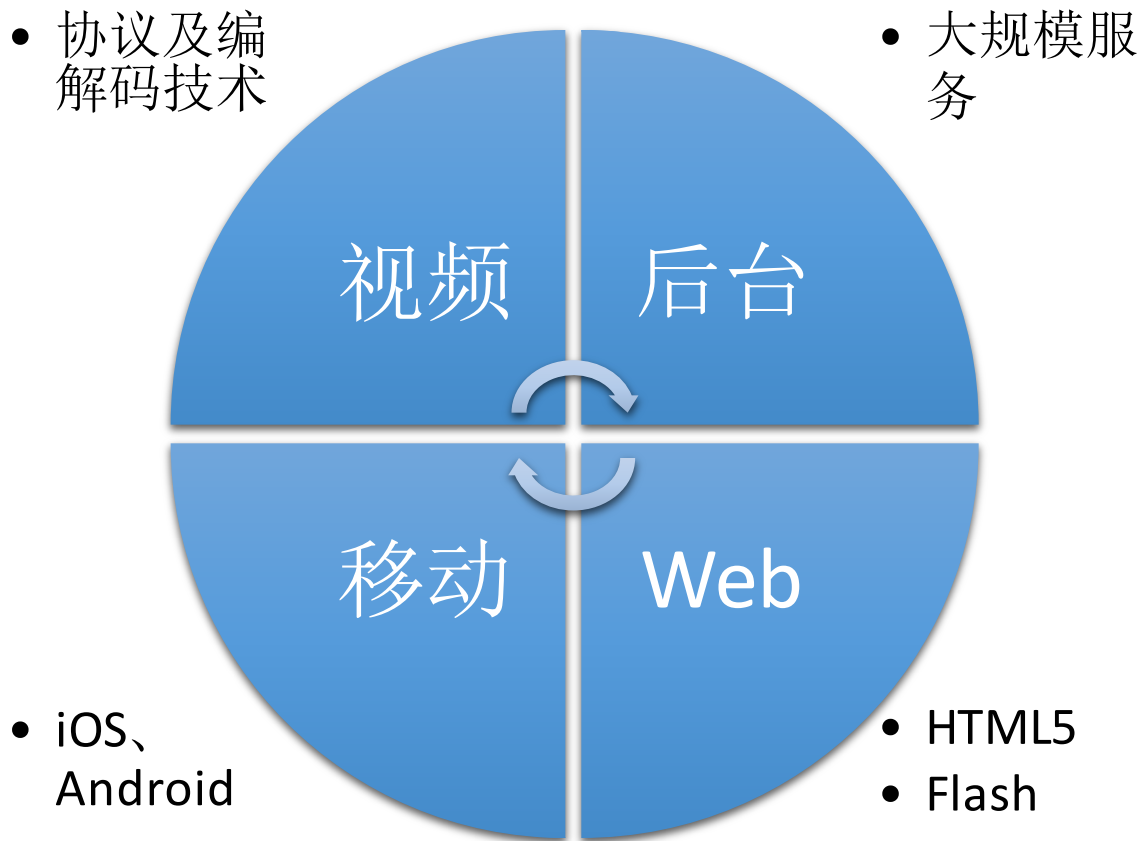 • 协议及编
解码技术
• 大规模服
务
视频
后台
移动
Web
• iOS、
Android
• HTML5
• Flash